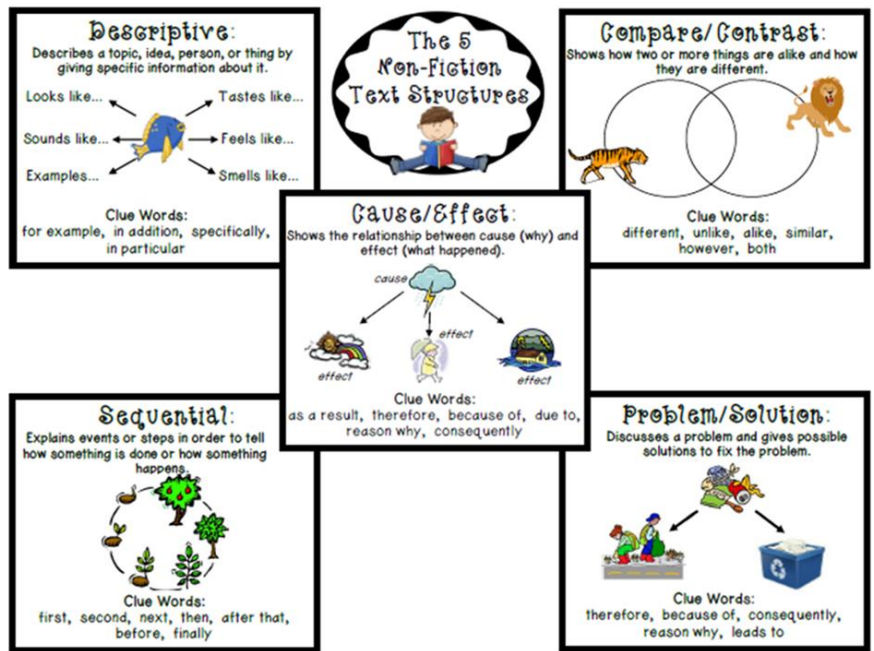 The 5
Non-Fiction
Text Structures
Descriptive:
Describes a topic, idea, person, or thing by
giving specific information about it.
Looks like...
Tastes like...
Sounds like...
Feels like...
Examples...
Smells like...
Clue Words:
for example, in addition, specifically,
in particular
Compare/Contrast:
Shows how two or more things are alike and how
they are different.
Clue Words:
different, unlike, alike, similar,
however, both
Cause/Effect:
Shows the relationship between cause (why) and
effect (what happened).
cause
effect
effect
effect
Clue Words:
as a result, therefore, because of, due to,
reason why, consequently
Sequential:
Explains events or steps in order to tell
how something is done or how something
happens.
Clue Words:
first, second, next, then, after that,
before, finally
Problem/Solution:
Discusses a problem and gives possible
solutions to fix the problem.
Clue Words:
therefore, because of, consequently,
reason why, leads to